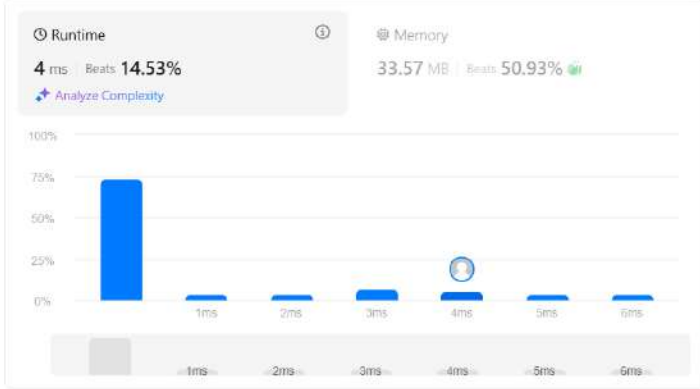 Runtime
4 ms | Beats 14.53%
Analyze Complexity
Memory
33.57 MB | Beats 50.93%
100%
75%
50%
25%
0%
1ms 2ms 3ms 4ms 5ms 6ms
1ms 2ms 3ms 4ms 5ms 6ms